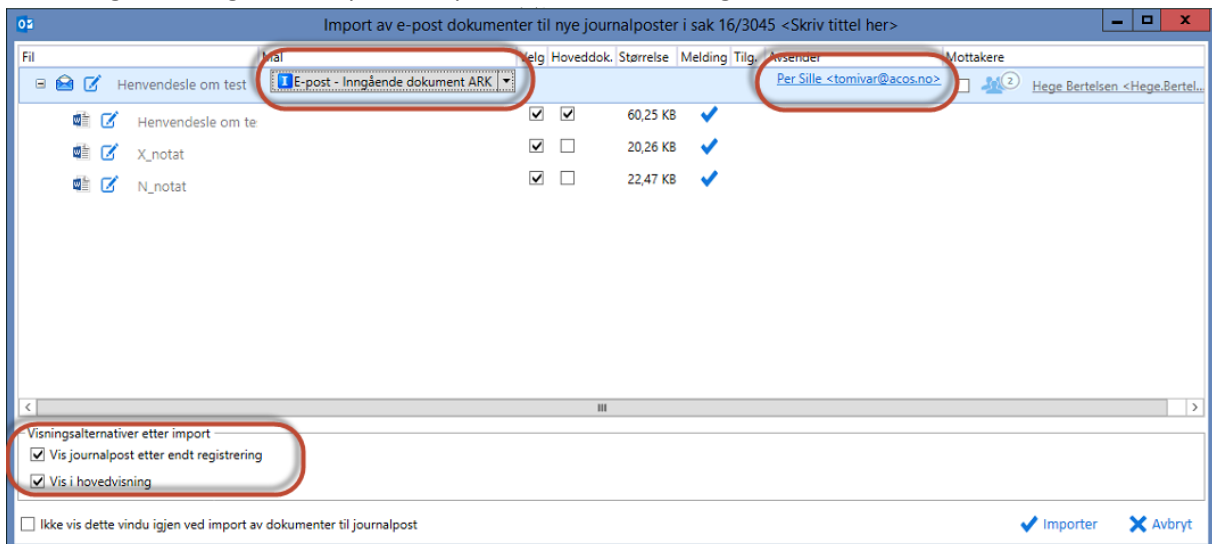 Import av e-post dokumenter til nye journalposter i sak 16/3045 <Skriv tittel her>
Fil Mål Velg Hoveddok. Størrelse Melding Tilg. Avsender Mottakere
Henvendesle om test E-post - Inngående dokument ARK Per Sille <tomivar@acos.no> 2 Hege Bertelsen <Hege.Bertel...
Henvendesle om te 60,25 KB
X_notat 20,26 KB
N_notat 22,47 KB
Visningsalternativer etter import
Vis journalpost etter endt registrering
Vis i hovedvisning
Ikke vis dette vindu igjen ved import av dokumenter til journalpost Importer Avbryt